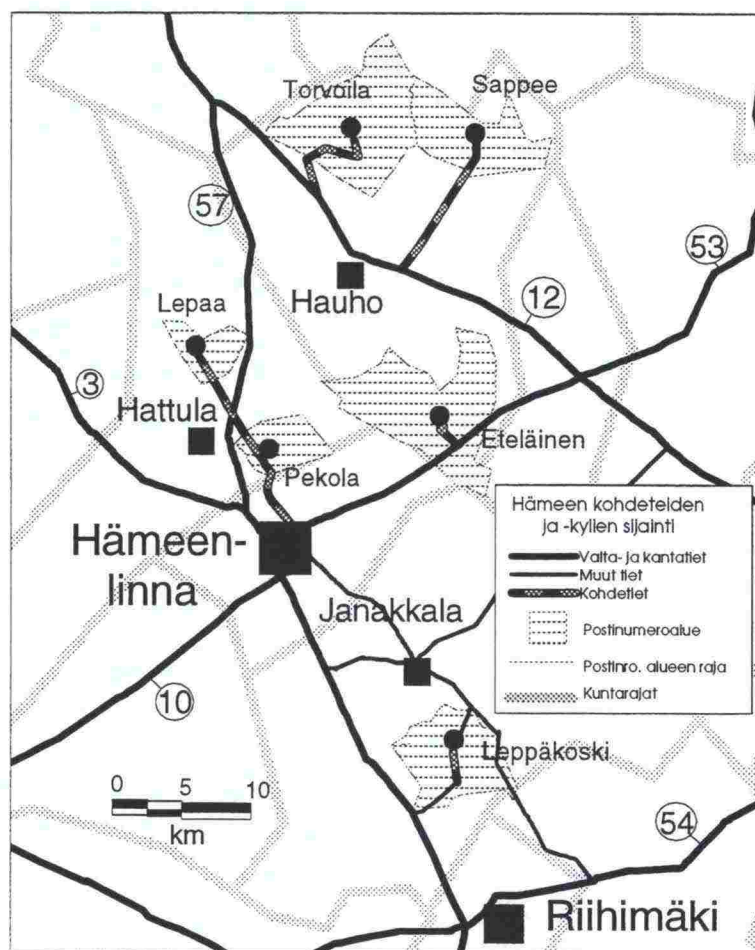 Torvoila
Sappee
57
53
Hauho
12
Lepaa
3
Hattula
Eteläinen
Pekola
Hämeen kohdeteiden
ja -kylien sijainti
Valta- ja kantatiet
Muut tiet
Kohdetiet
Postinumeroalue
Postinro. alueen raja
Kuntarajat
Hämeen-
linna
Janakkala
10
Leppäkoski
0 5 10
km
54
Riihimäki